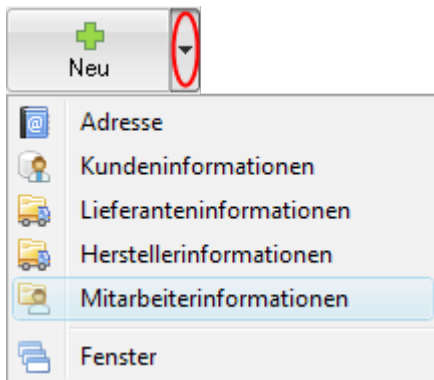 Neu
Adresse
Kundeninformationen
Lieferanteninformationen
Herstellerinformationen
Mitarbeiterinformationen
Fenster